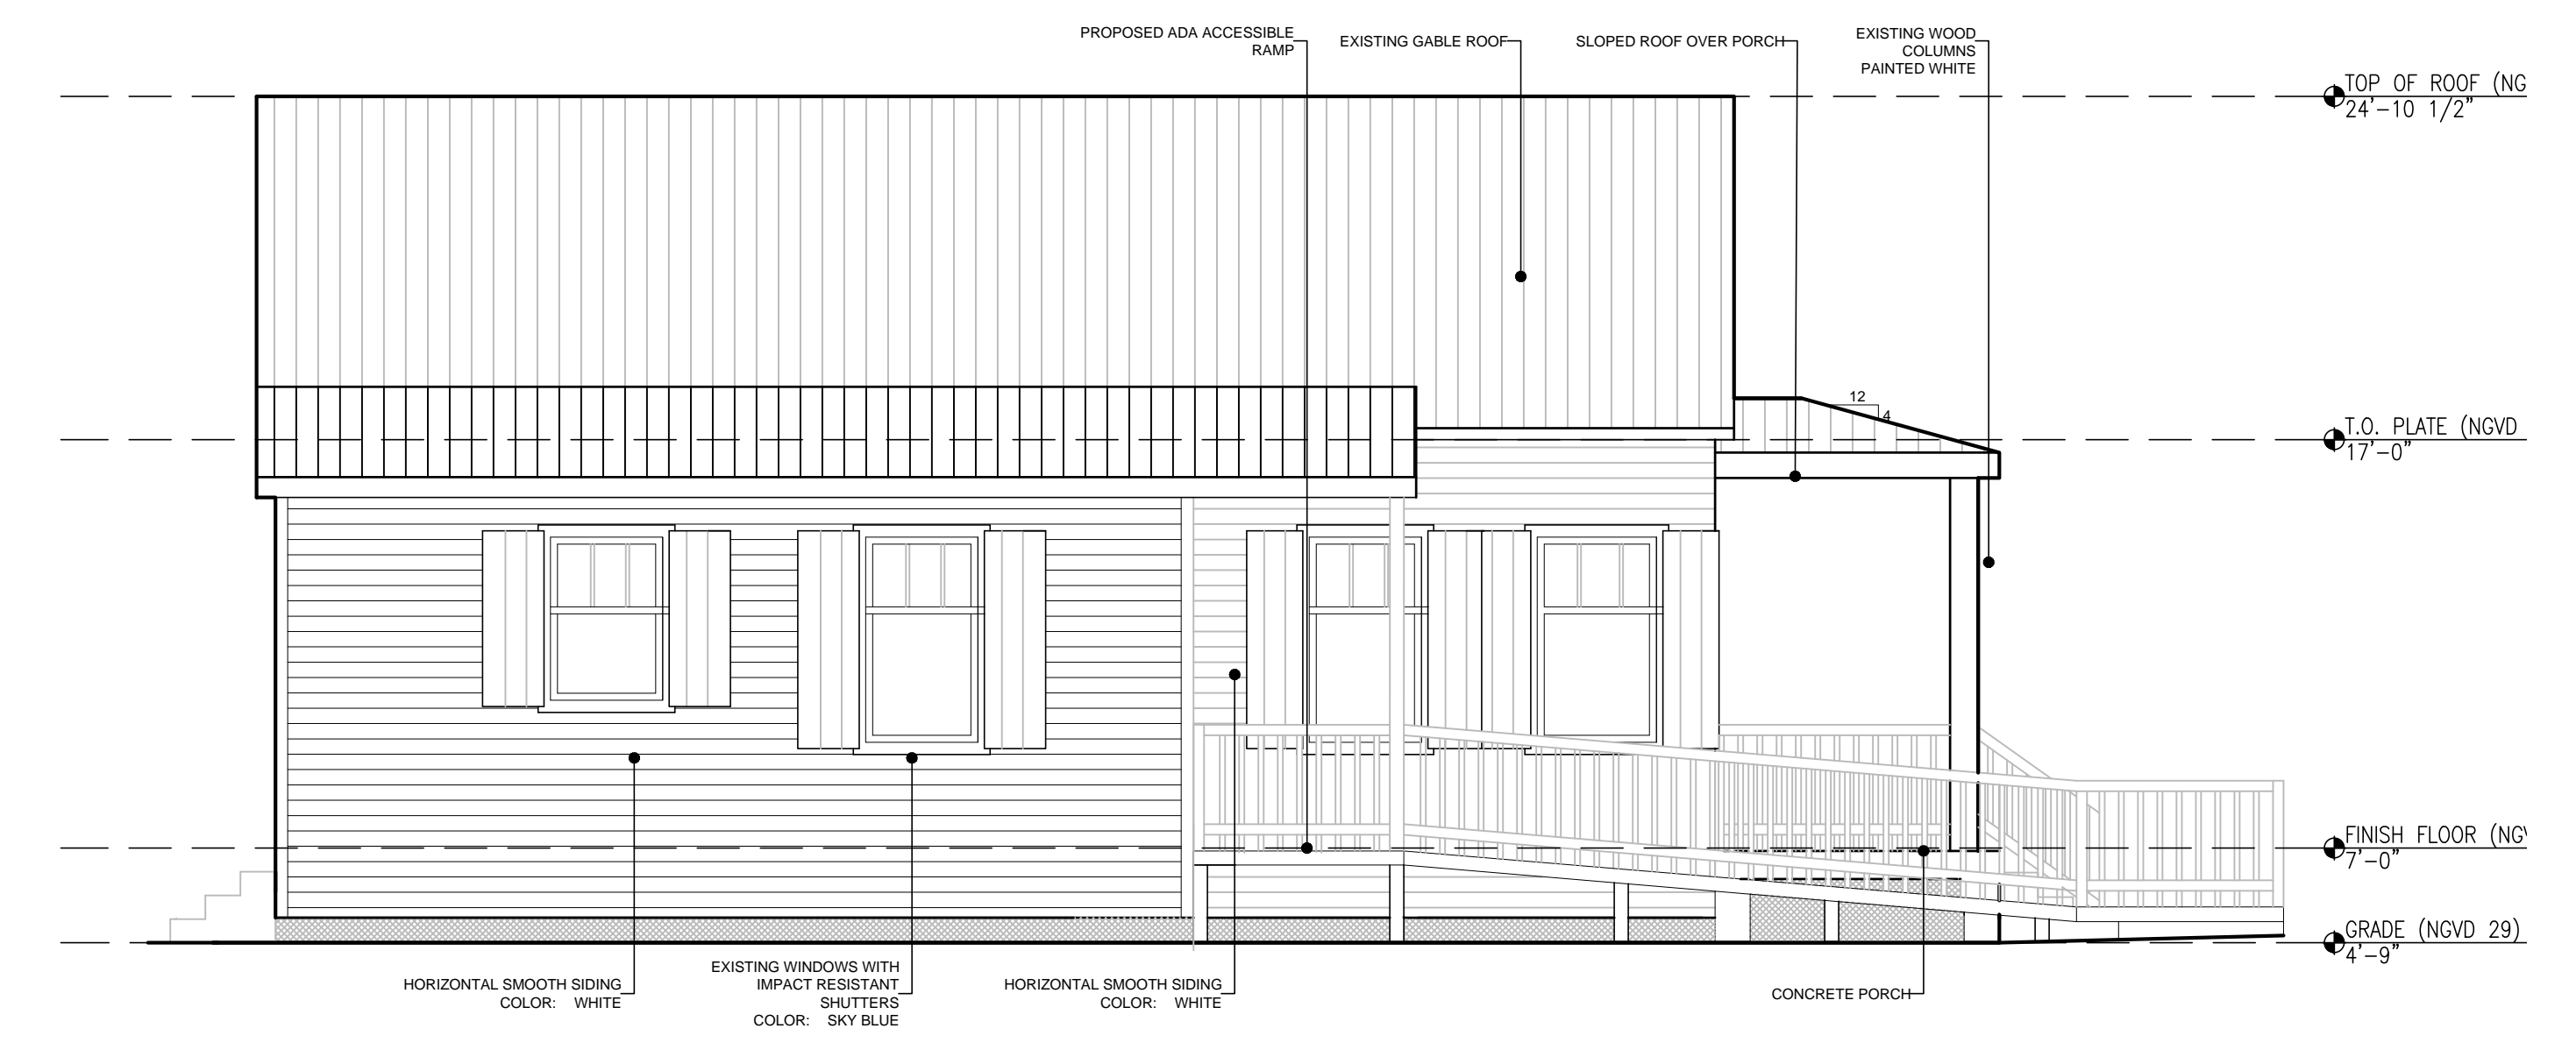 PROPOSED ADA ACCESSIBLE
RAMP
EXISTING GABLE ROOF
SLOPED ROOF OVER PORCH
EXISTING WOOD
COLUMNS
PAINTED WHITE
TOP OF ROOF (NG
24'-10 1/2"
12
4
T.O. PLATE (NGVD
17'-0"
FINISH FLOOR (NGV
7'-0"
GRADE (NGVD 29)
4'-9"
HORIZONTAL SMOOTH SIDING
COLOR: WHITE
EXISTING WINDOWS WITH
IMPACT RESISTANT
SHUTTERS
COLOR: SKY BLUE
HORIZONTAL SMOOTH SIDING
COLOR: WHITE
CONCRETE PORCH